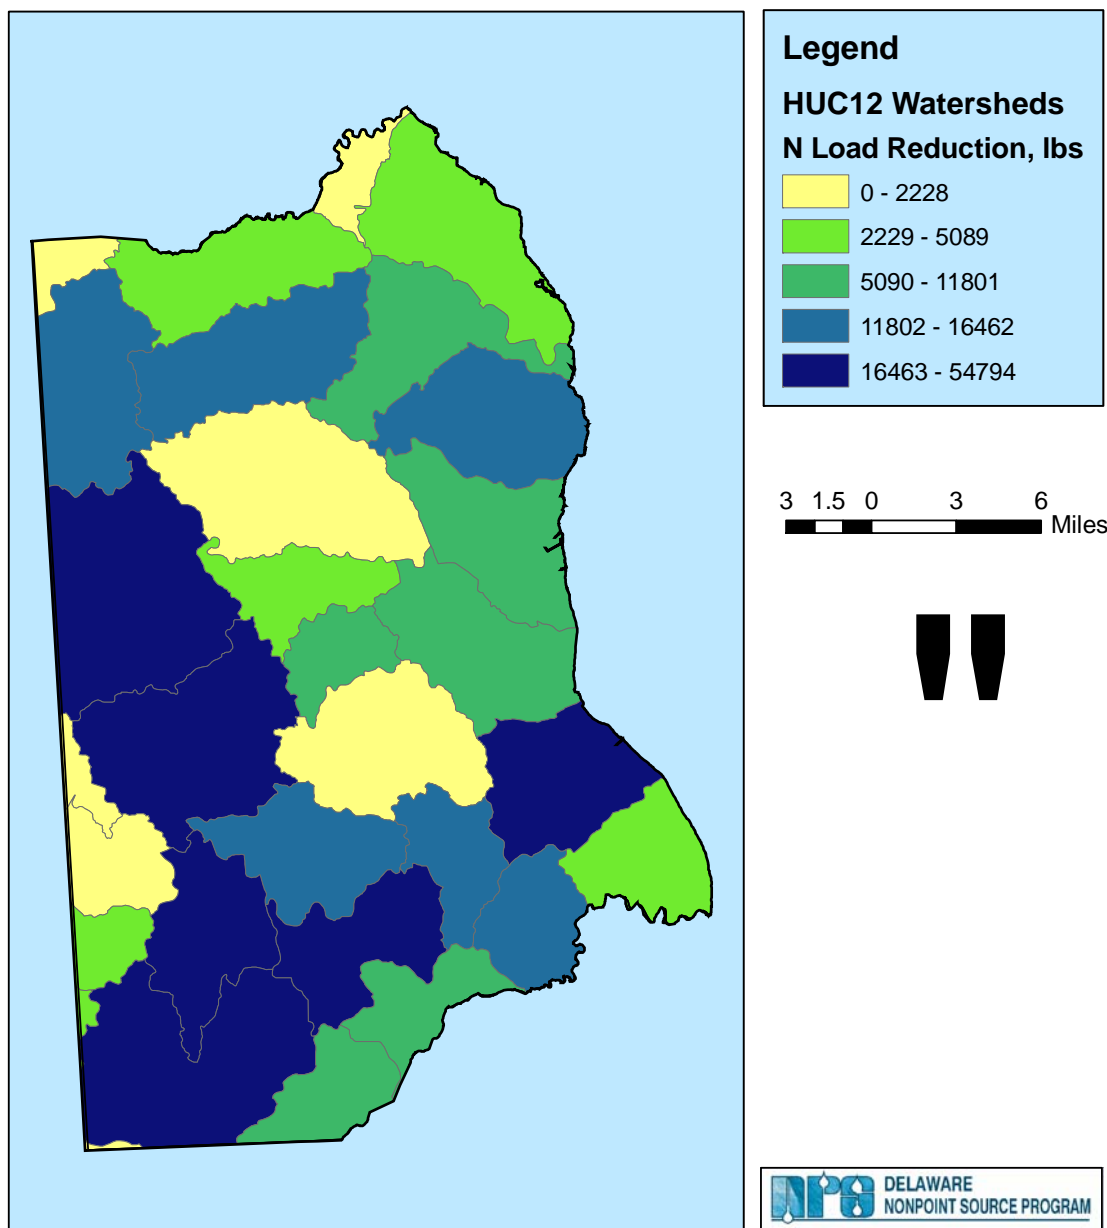 Legend
HUC12 Watersheds
N Load Reduction, lbs
0 - 2228
2229 - 5089
5090 - 11801
11802 - 16462
16463 - 54794
3 1.5 0 3 6
Miles
NPS DELAWARE
NONPOINT SOURCE PROGRAM